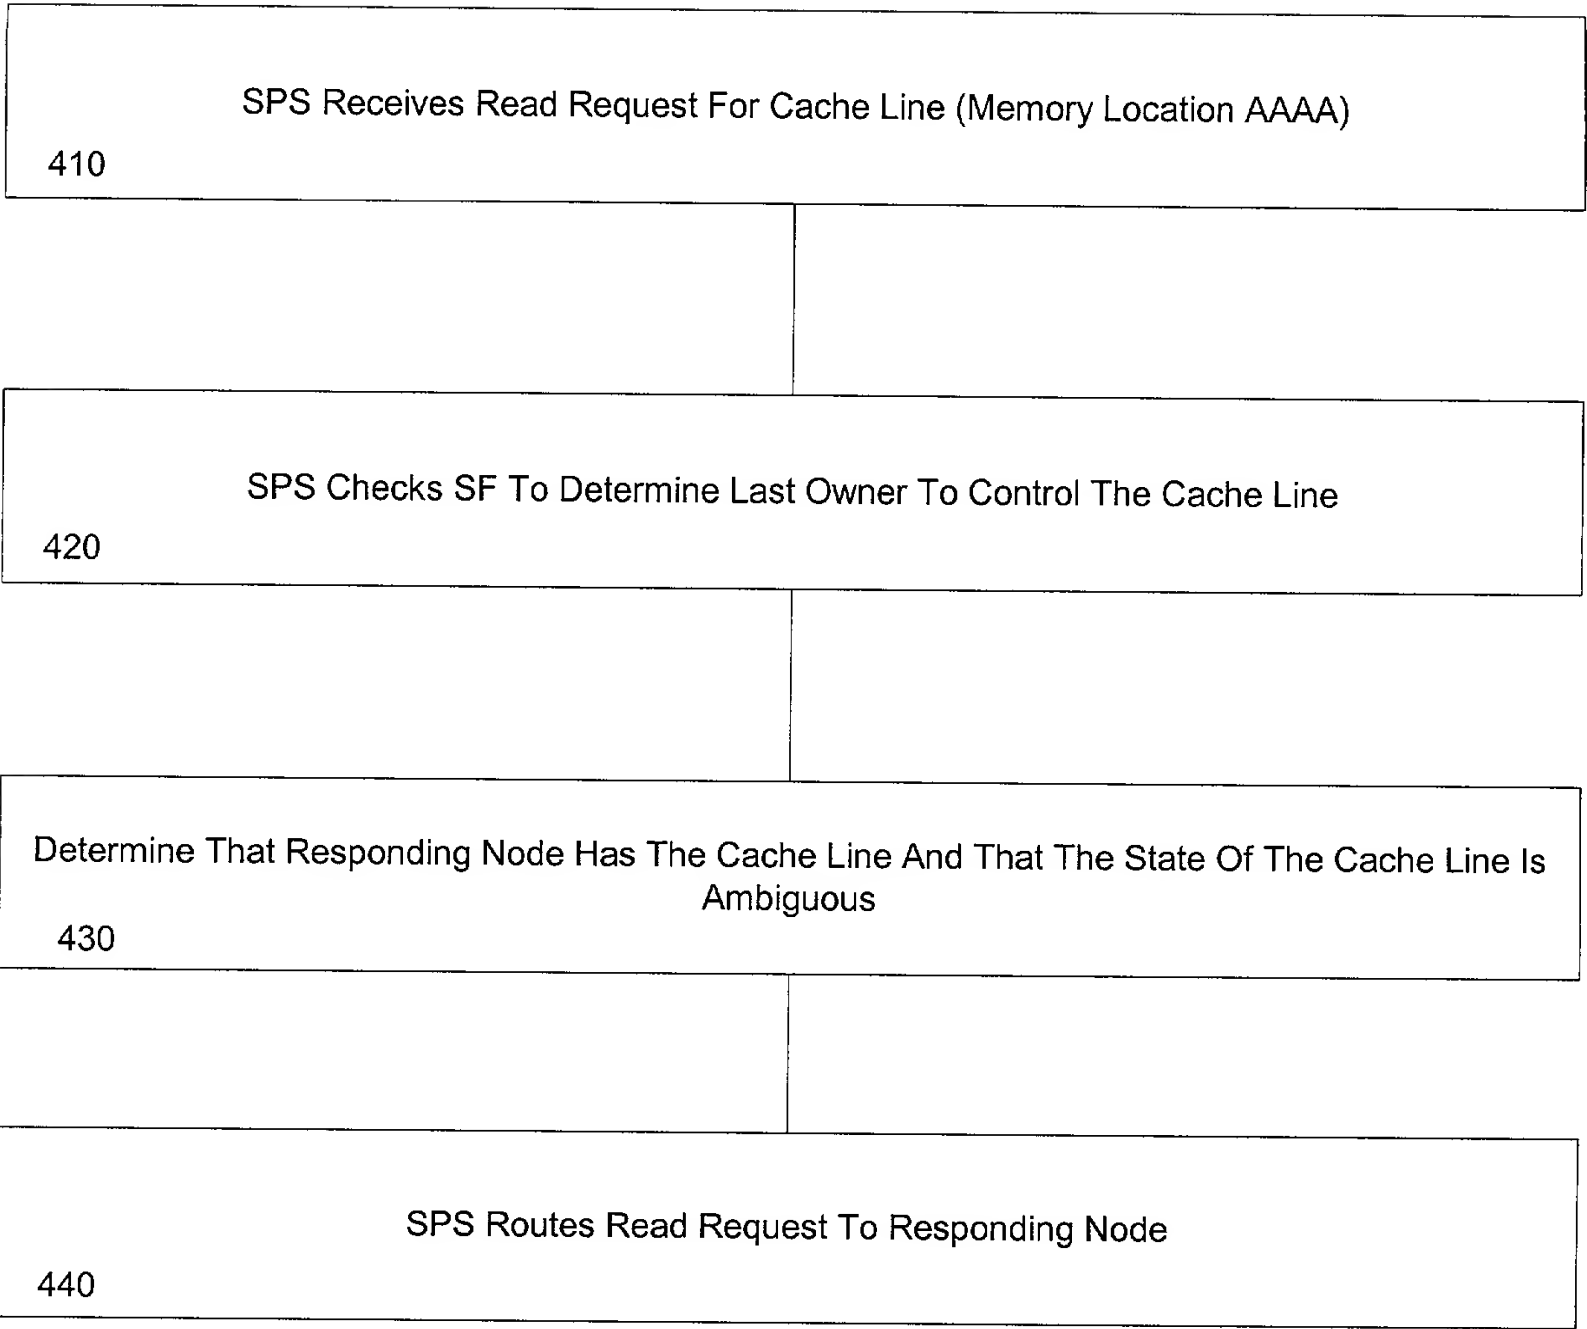 SPS Receives Read Request For Cache Line (Memory Location AAAA)
410
SPS Checks SF To Determine Last Owner To Control The Cache Line
420
Determine That Responding Node Has The Cache Line And That The State Of The Cache Line Is
Ambiguous
430
SPS Routes Read Request To Responding Node
440